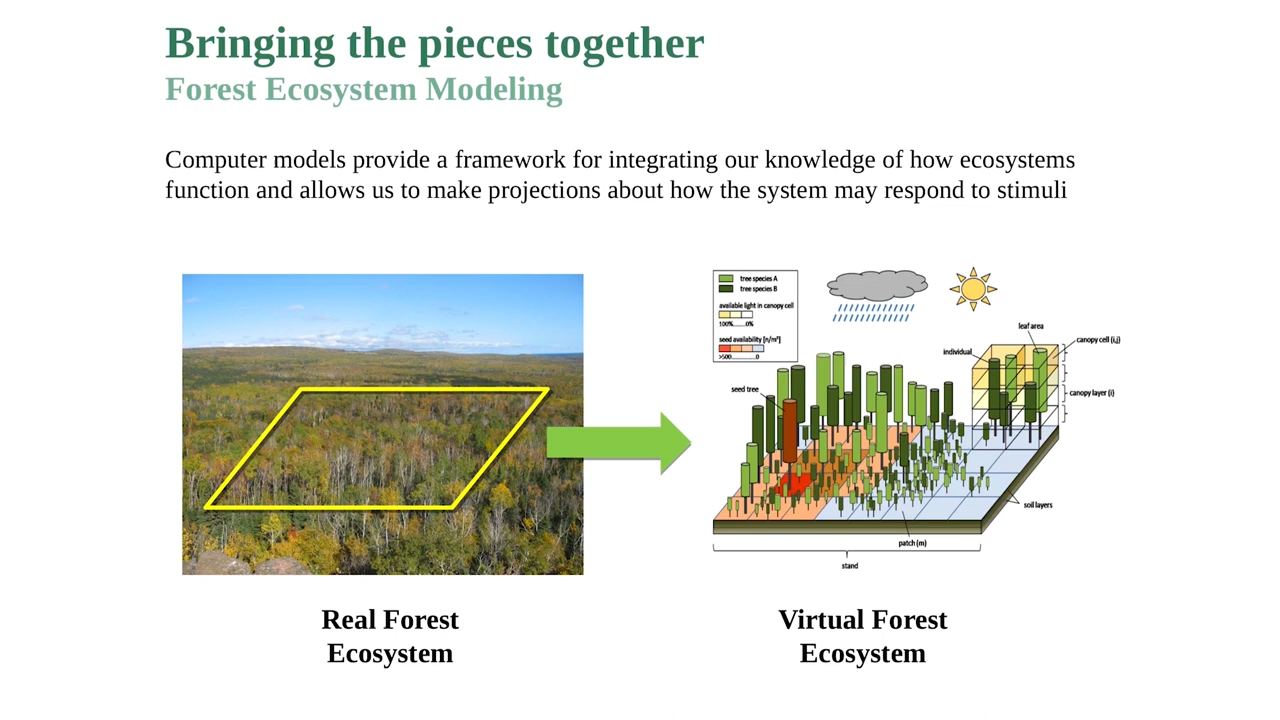 Bringing the pieces together
Forest Ecosystem Modeling
Computer models provide a framework for integrating our knowledge of how ecosystems
function and allows us to make projections about how the system may respond to stimuli
tree species A
tree species B
available light in canopy cell
100%........0%
seed availability [n/m²]
>500............0
leaf area
canopy cell (i,j)
individual
canopy layer (i)
seed tree
soil layers
patch (m)
stand
Real Forest
Ecosystem
Virtual Forest
Ecosystem